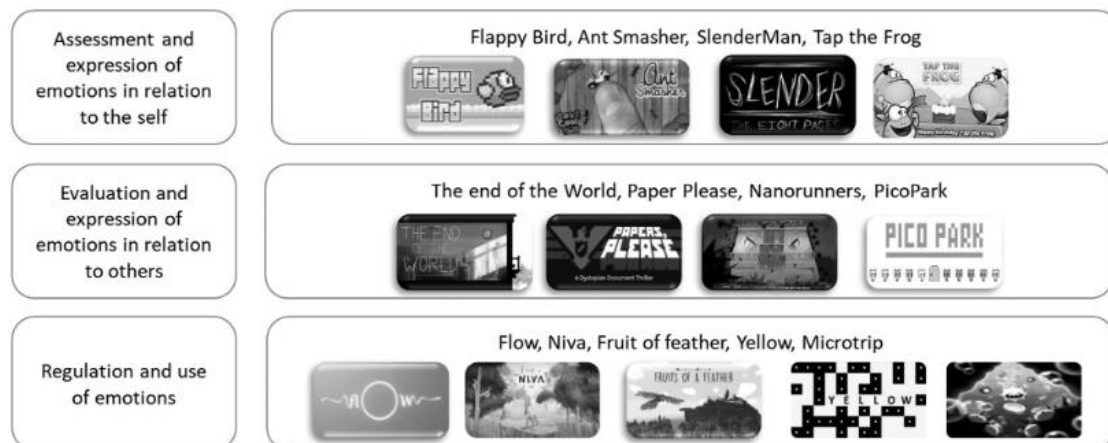 Assessment and
expression of
emotions in relation
to the self
Flappy Bird, Ant Smasher, SlenderMan, Tap the Frog
Flappy
Bird
Ant
Smasher
SLENDER
THE EIGHT PAGES
TAP THE
FROG
Evaluation and
expression of
emotions in relation
to others
The end of the World, Paper Please, Nanorunners, PicoPark
THE END
OF THE
WORLD
PAPERS,
PLEASE
A Dystopian Document Thriller
PICO PARK
Regulation and use
of emotions
Flow, Niva, Fruit of feather, Yellow, Microtrip
NIVA
FRUITS OF A FEATHER
YELLOW